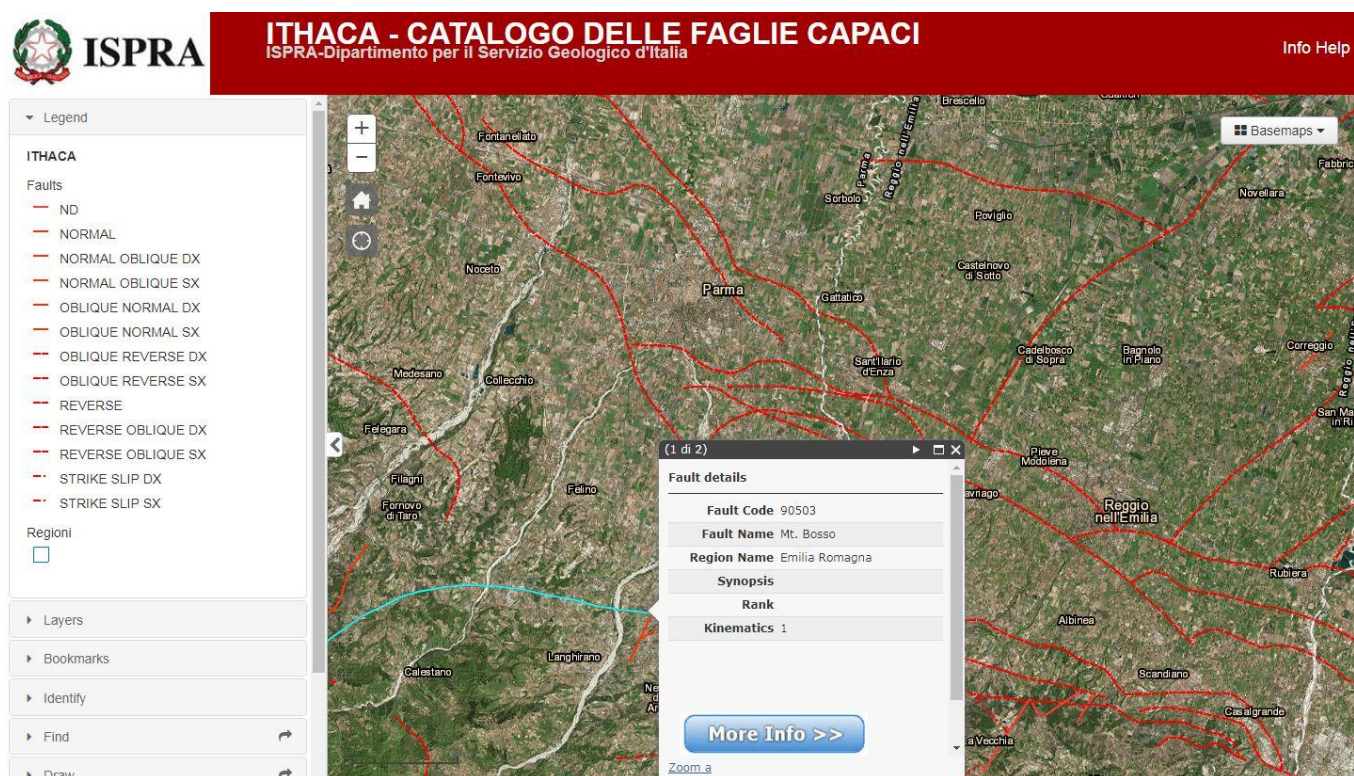 ISPRA
ITHACA - CATALOGO DELLE FAGLIE CAPACI
ISPRA-Dipartimento per il Servizio Geologico d'Italia
Info Help
Legend
ITHACA
Faults
ND
NORMAL
NORMAL OBLIQUE DX
NORMAL OBLIQUE SX
OBLIQUE NORMAL DX
OBLIQUE NORMAL SX
OBLIQUE REVERSE DX
OBLIQUE REVERSE SX
REVERSE
REVERSE OBLIQUE DX
REVERSE OBLIQUE SX
STRIKE SLIP DX
STRIKE SLIP SX
Regioni
Layers
Bookmarks
Identify
Find
Draw
+
−
Basemaps
Brescello
Fontanellato
Fontevivo
Parma
Reggio nell'Emilia
Sorbolo
Novellara
Poviglio
Noceto
Castelnovo
di Sotto
Parma
Gattatico
Cadelbosco
di Sopra
Bagnolo
in Piano
Correggio
Sant'Ilario
d'Enza
Medesano
Collecchio
Felegara
Pieve
Modolena
Filagni
Felino
Fornovo
di Taro
Reggio
nell'Emilia
Rubiera
Albinea
Langhirano
Calestano
Scandiano
Casalgrande
(1 di 2)
Fault details
Fault Code 90503
Fault Name Mt. Bosso
Region Name Emilia Romagna
Synopsis
Rank
Kinematics 1
More Info >>
Zoom a